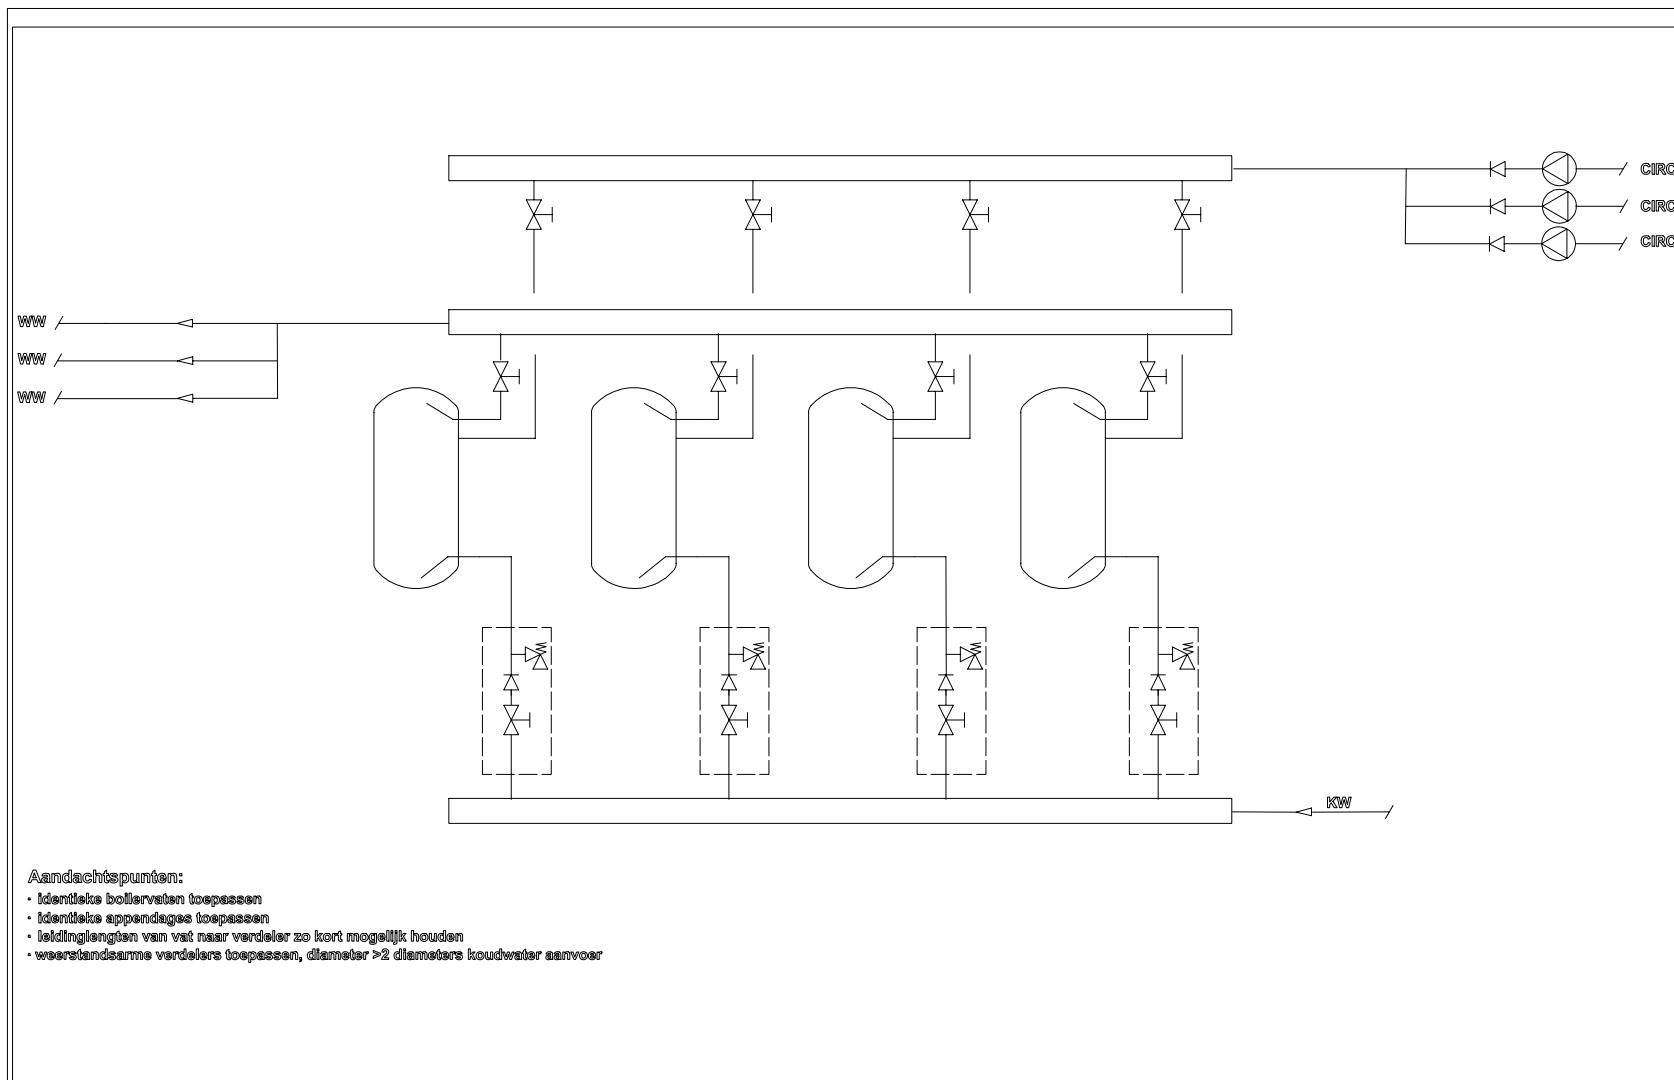 CIRC
CIRC
CIRC
WW
WW
WW
KW
Aandachtspunten:
· identieke boilervaten toepassen
· identieke appendages toepassen
· leidinglengten van vat naar verdeler zo kort mogelijk houden
· weerstandsarme verdelers toepassen, diameter >2 diameters koudwater aanvoer